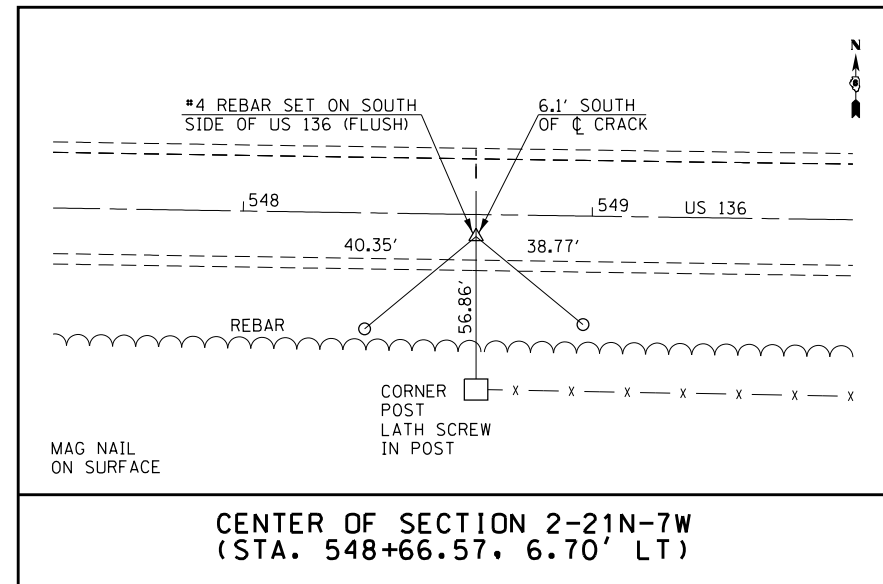 N
#4 REBAR SET ON SOUTH
SIDE OF US 136 (FLUSH)
6.1' SOUTH
OF ℄ CRACK
548
549
US 136
40.35'
38.77'
56.86'
REBAR
CORNER
POST
LATH SCREW
IN POST
X X X X X X X
MAG NAIL
ON SURFACE
CENTER OF SECTION 2-21N-7W
(STA. 548+66.57, 6.70' LT)